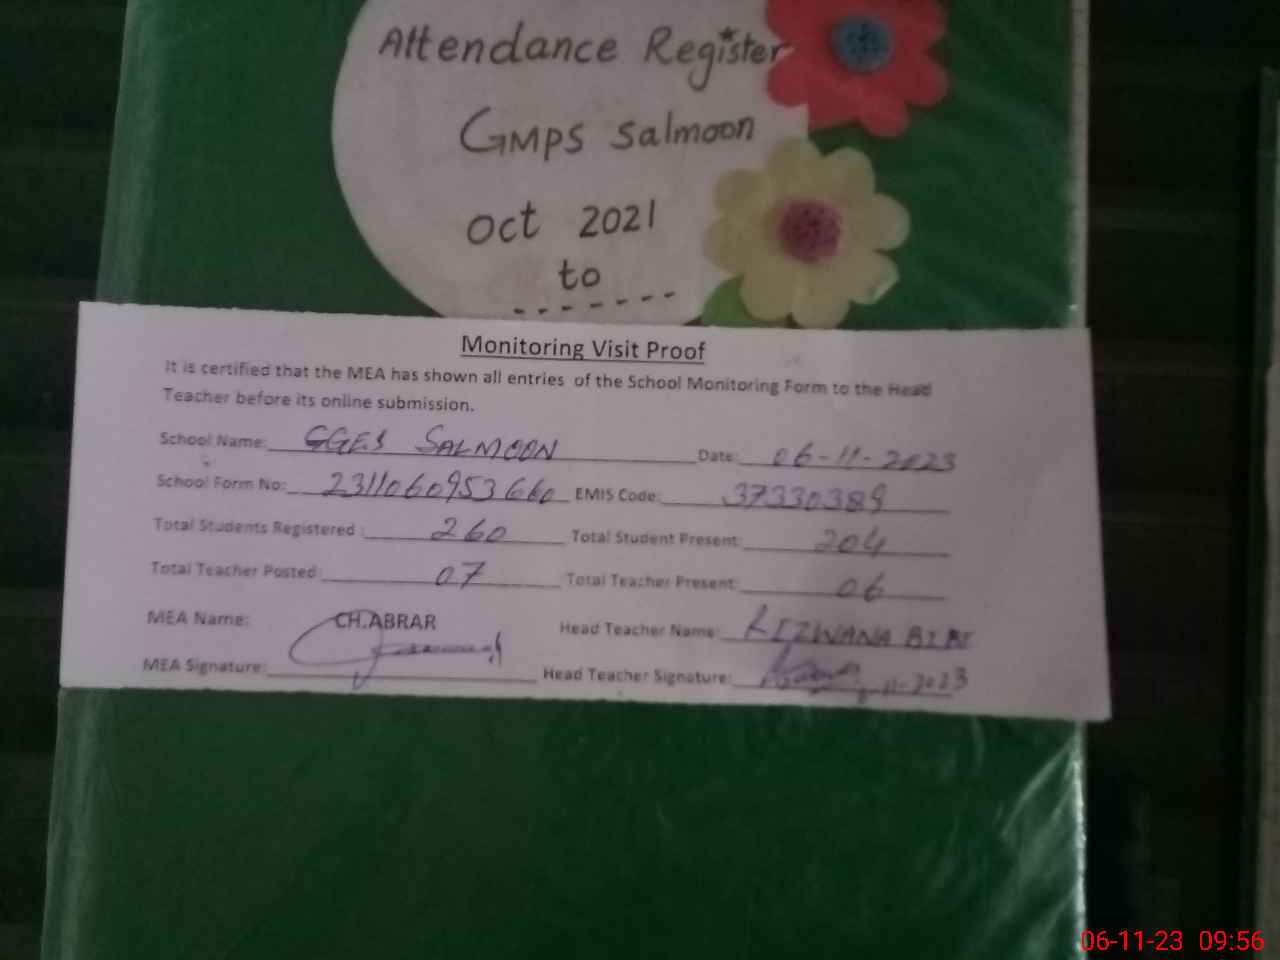 Attendance Register
GMPS Salmoon
Oct 2021
to
-------
Monitoring Visit Proof
It is certified that the MEA has shown all entries of the School Monitoring Form to the Head
Teacher before its online submission.
School Name: GGES SALMOON Date: 06-11-2023
School Form No: 2311060953660 EMIS Code: 37330389
Total Students Registered : 260 Total Student Present: 204
Total Teacher Posted: 07 Total Teacher Present: 06
MEA Name: CH.ABRAR Head Teacher Name: RIZWANA BIBI
MEA Signature: Head Teacher Signature: 11-2023
06-11-23 09:56